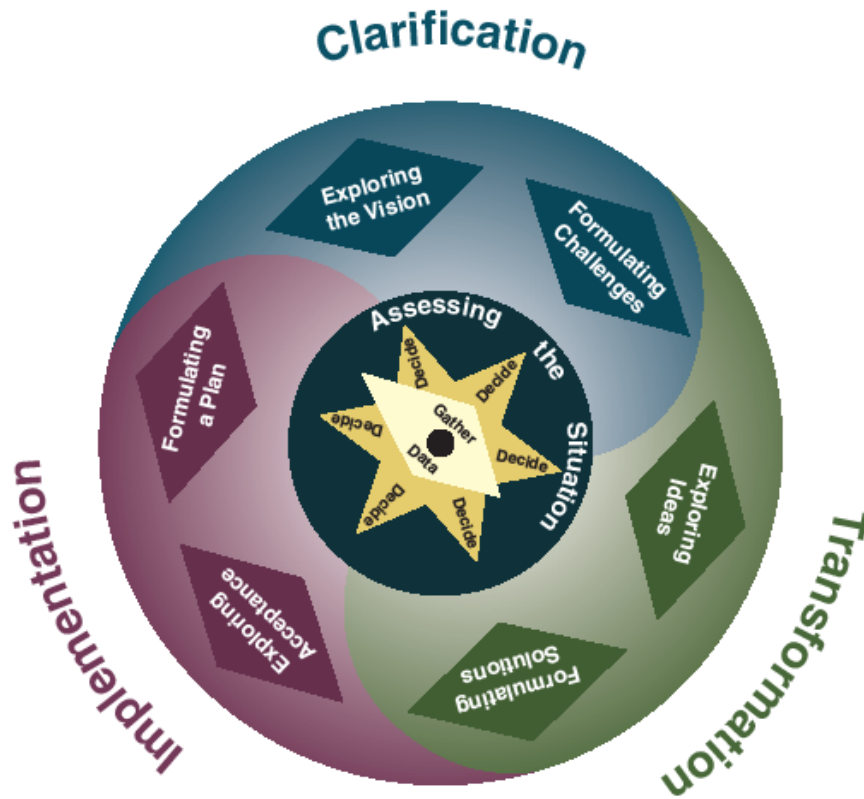 Clarification
Exploring
the Vision
Formulating
Challenges
Assessing the Situation
Decide
Decide
Decide
Decide
Decide
Decide
Gather
Data
Formulating
a Plan
Exploring
Ideas
Exploring
Acceptance
Formulating
Solutions
Implementation
Transformation